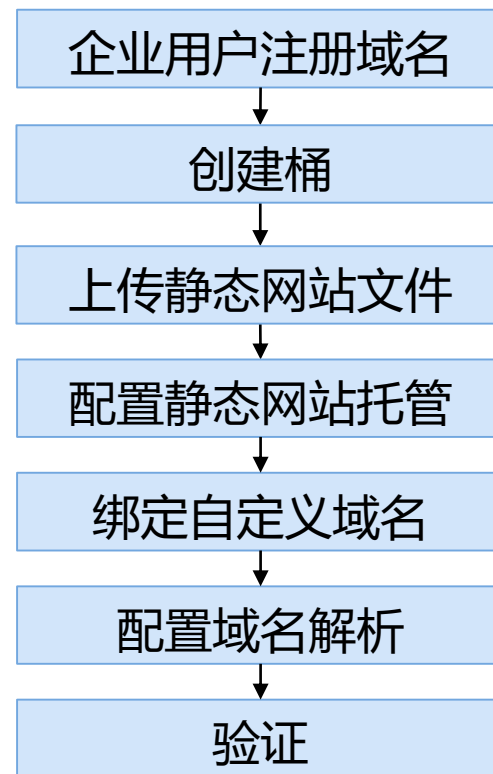 企业用户注册域名
创建桶
上传静态网站文件
配置静态网站托管
绑定自定义域名
配置域名解析
验证